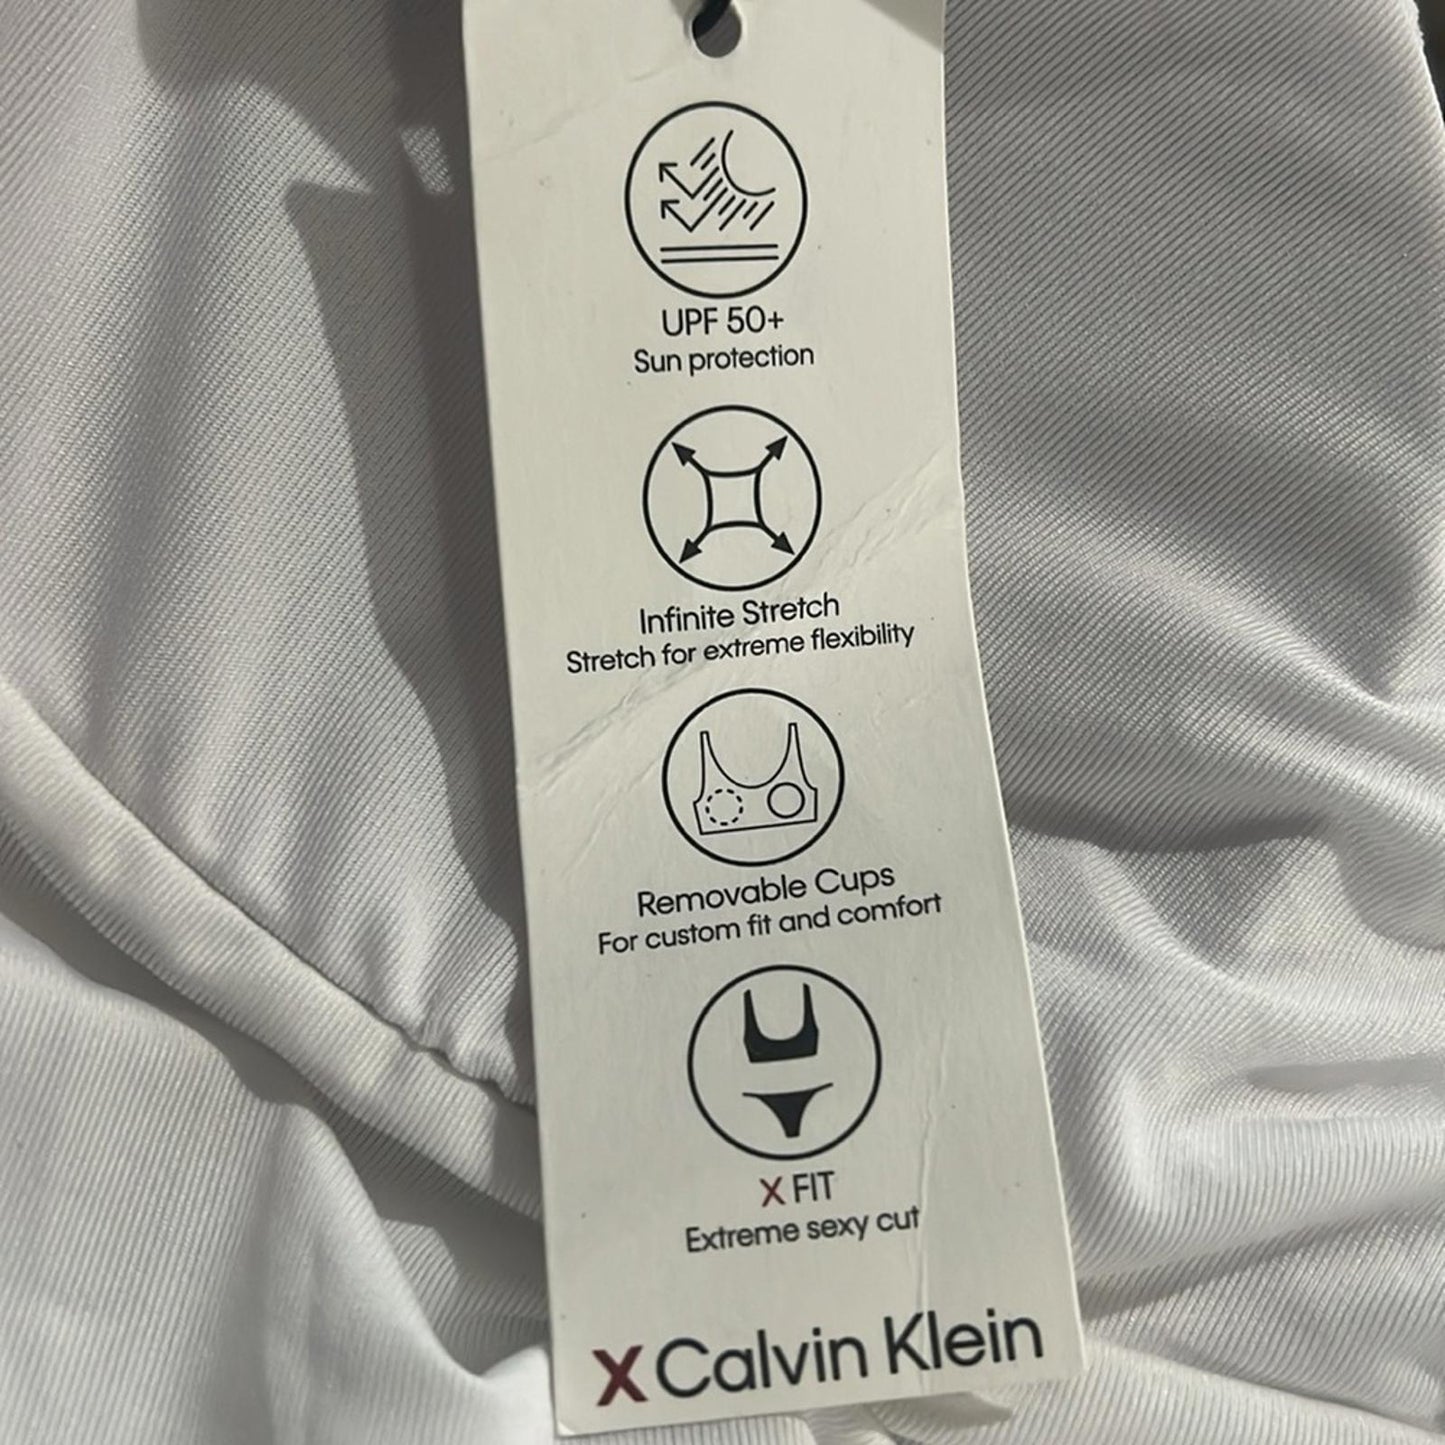 UPF 50+
Sun protection
Infinite Stretch
Stretch for extreme flexibility
Removable Cups
For custom fit and comfort
X FIT
Extreme sexy cut
X Calvin Klein